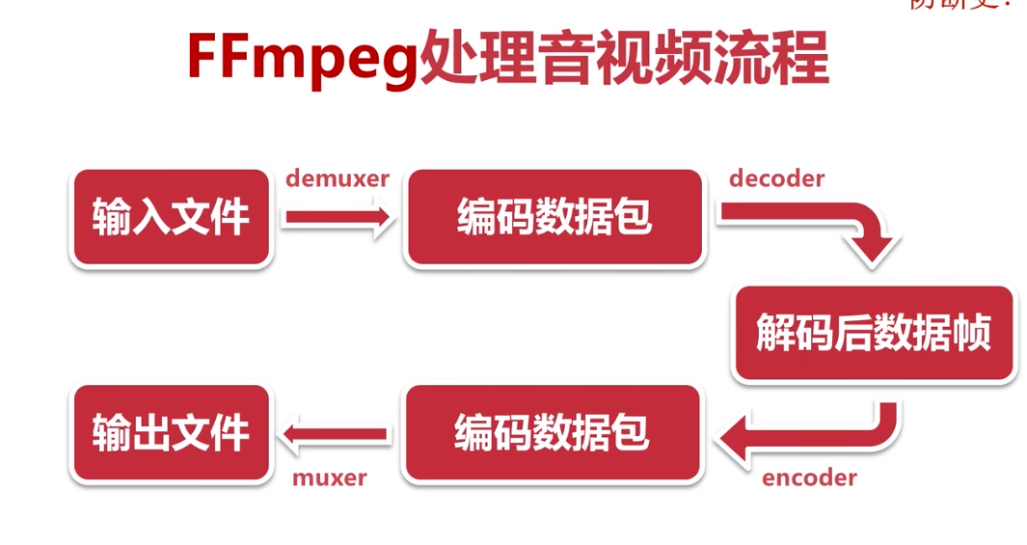 FFmpeg处理音视频流程
demuxer
decoder
输入文件
编码数据包
解码后数据帧
输出文件
编码数据包
muxer
encoder